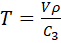 T = Vρ / C₃